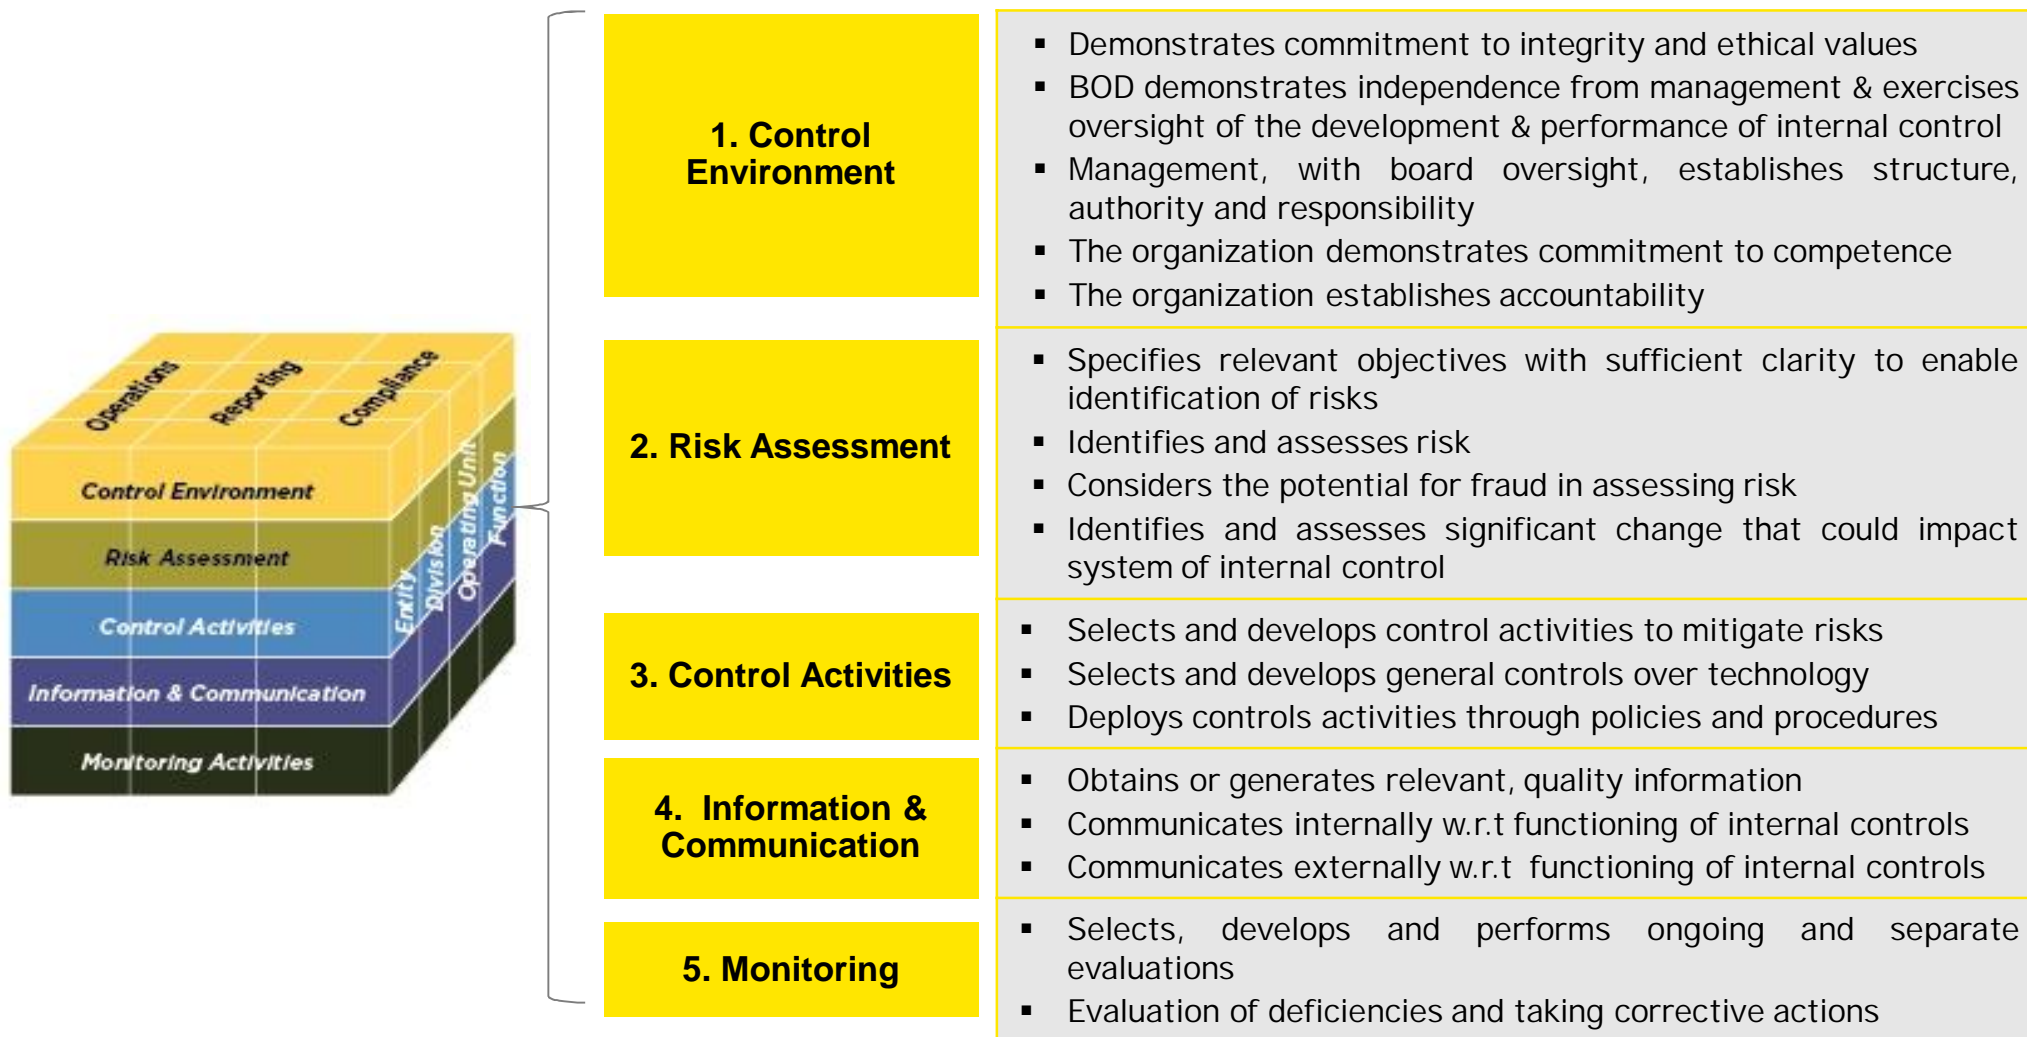 Operations
Reporting
Compliance
Control Environment
Risk Assessment
Control Activities
Information & Communication
Monitoring Activities
Entity
Division
Operating Unit
Function
1. Control
Environment
▪ Demonstrates commitment to integrity and ethical values
▪ BOD demonstrates independence from management & exercises
oversight of the development & performance of internal control
▪ Management, with board oversight, establishes structure,
authority and responsibility
▪ The organization demonstrates commitment to competence
▪ The organization establishes accountability
2. Risk Assessment
▪ Specifies relevant objectives with sufficient clarity to enable
identification of risks
▪ Identifies and assesses risk
▪ Considers the potential for fraud in assessing risk
▪ Identifies and assesses significant change that could impact
system of internal control
3. Control Activities
▪ Selects and develops control activities to mitigate risks
▪ Selects and develops general controls over technology
▪ Deploys controls activities through policies and procedures
4. Information &
Communication
▪ Obtains or generates relevant, quality information
▪ Communicates internally w.r.t functioning of internal controls
▪ Communicates externally w.r.t functioning of internal controls
5. Monitoring
▪ Selects, develops and performs ongoing and separate
evaluations
▪ Evaluation of deficiencies and taking corrective actions